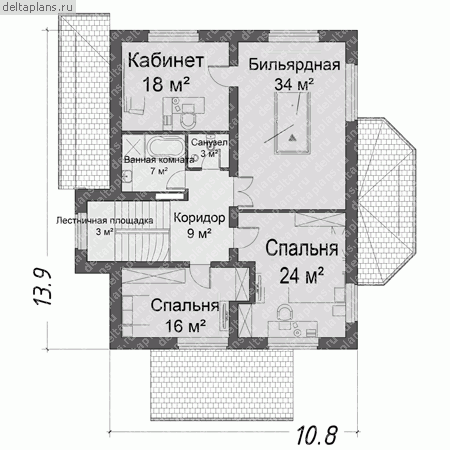 deltaplans.ru
Кабинет
18 м²
Бильярдная
34 м²
Санузел
3 м²
Ванная комната
7 м²
Лестничная площадка
3 м²
Коридор
9 м²
Спальня
24 м²
Спальня
16 м²
13.9
10.8